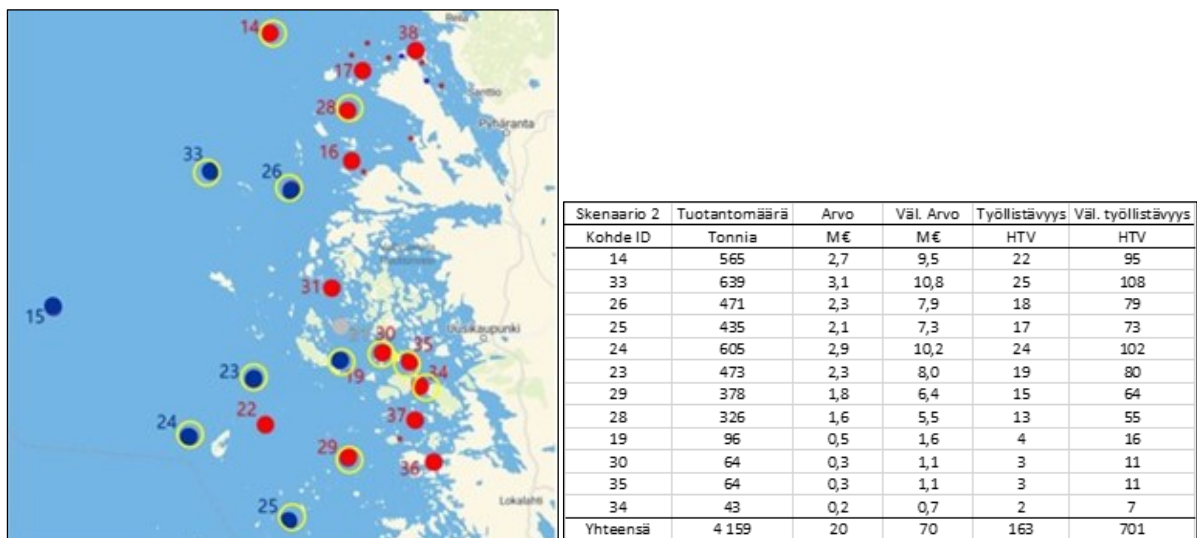 Reila
14
38
17
Santtio
28
Pyhäranta
16
33
26
31
15
Uusikaupunki
30
35
19
34
23
22
37
24
29
36
25
Lokalahti
Skenaario 2 Tuotantomäärä Arvo Väl. Arvo Työllistävyys Väl. työllistävyys
Kohde ID Tonnia M€ M€ HTV HTV
14 565 2,7 9,5 22 95
33 639 3,1 10,8 25 108
26 471 2,3 7,9 18 79
25 435 2,1 7,3 17 73
24 605 2,9 10,2 24 102
23 473 2,3 8,0 19 80
29 378 1,8 6,4 15 64
28 326 1,6 5,5 13 55
19 96 0,5 1,6 4 16
30 64 0,3 1,1 3 11
35 64 0,3 1,1 3 11
34 43 0,2 0,7 2 7
Yhteensä 4 159 20 70 163 701